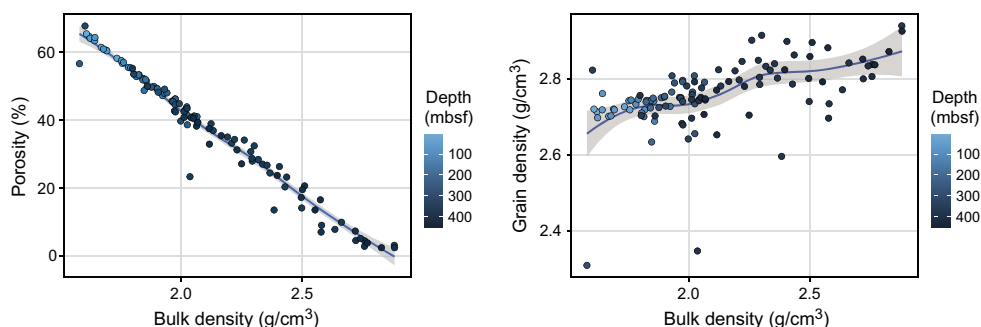 Porosity (%)
60
40
20
0
2.0
2.5
Bulk density (g/cm3)
Depth
(mbsf)
100
200
300
400
Grain density (g/cm3)
2.8
2.6
2.4
2.0
2.5
Bulk density (g/cm3)
Depth
(mbsf)
100
200
300
400